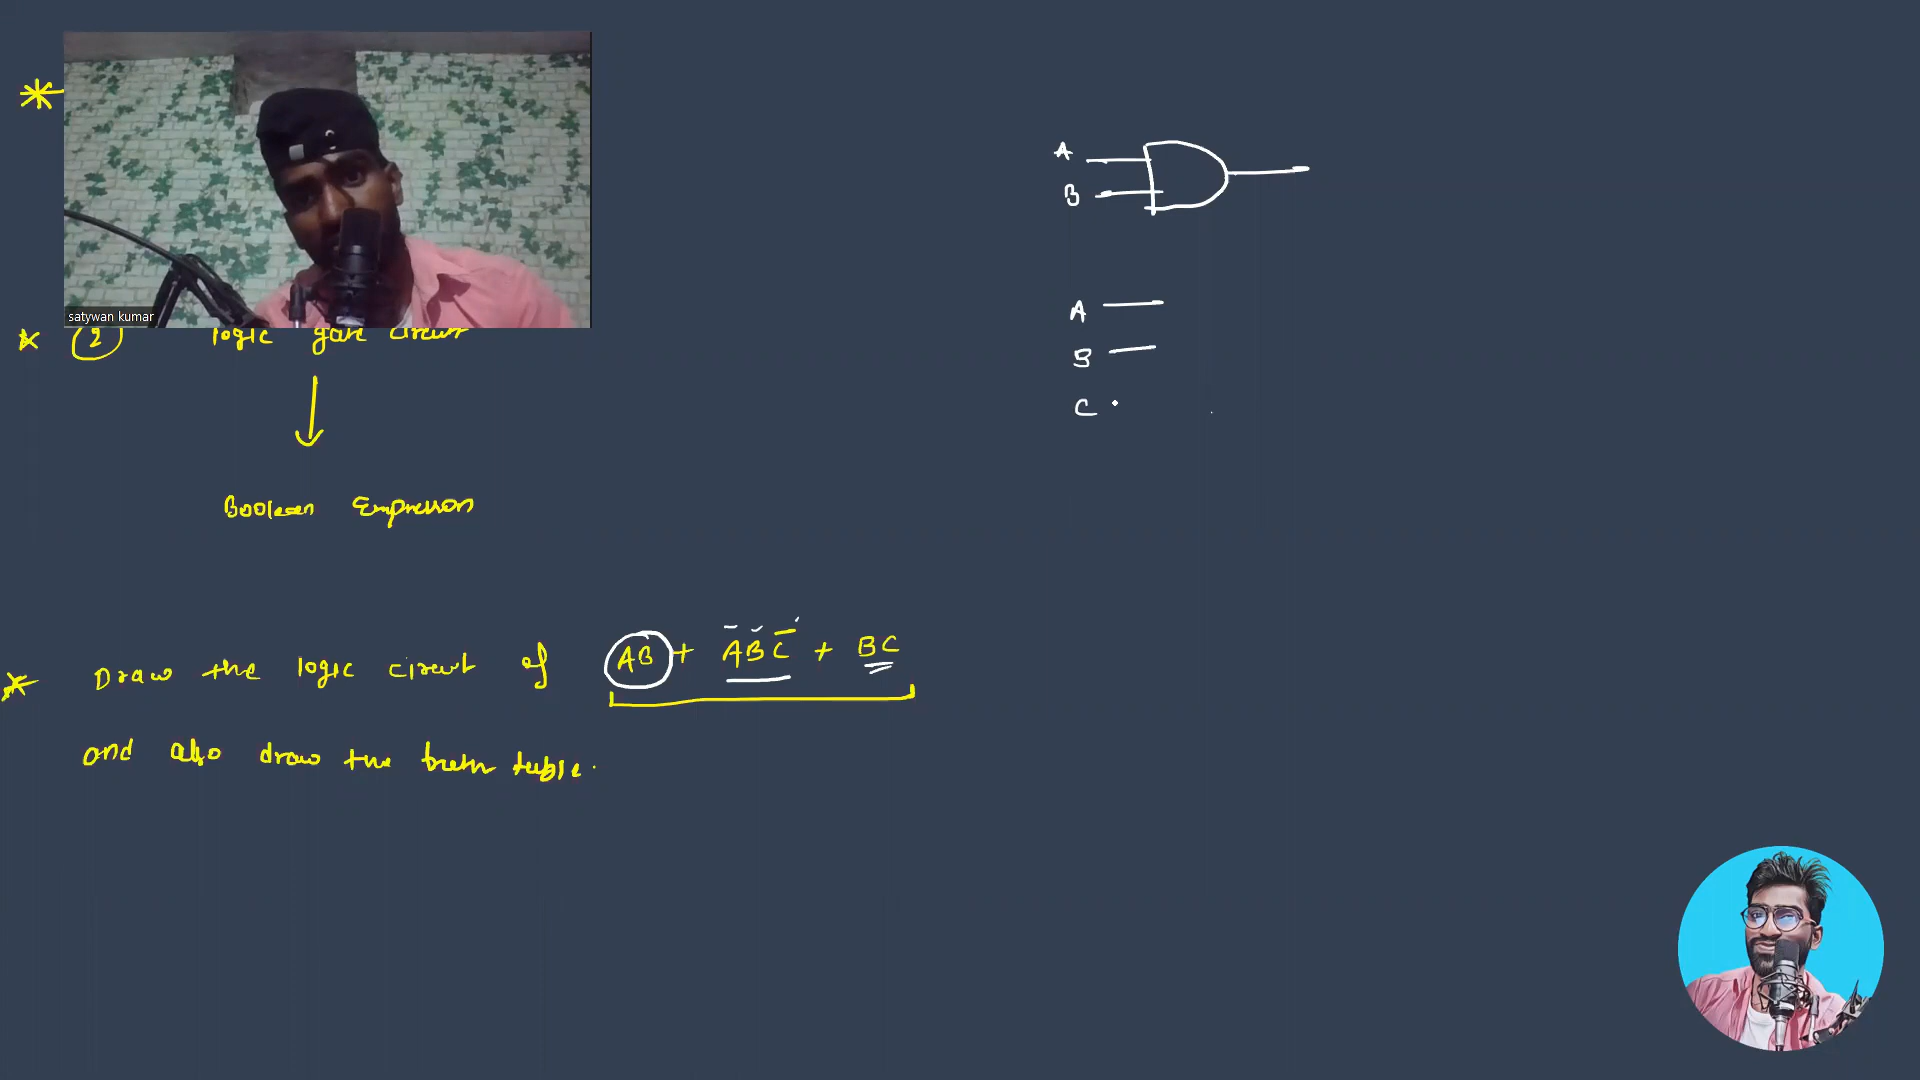 satywan kumar
* (2) logic gate circuit
Boolean Expression
* Draw the logic circuit of AB + ABC̅ + BC
and also draw the truth table.
A
B
A
B
C